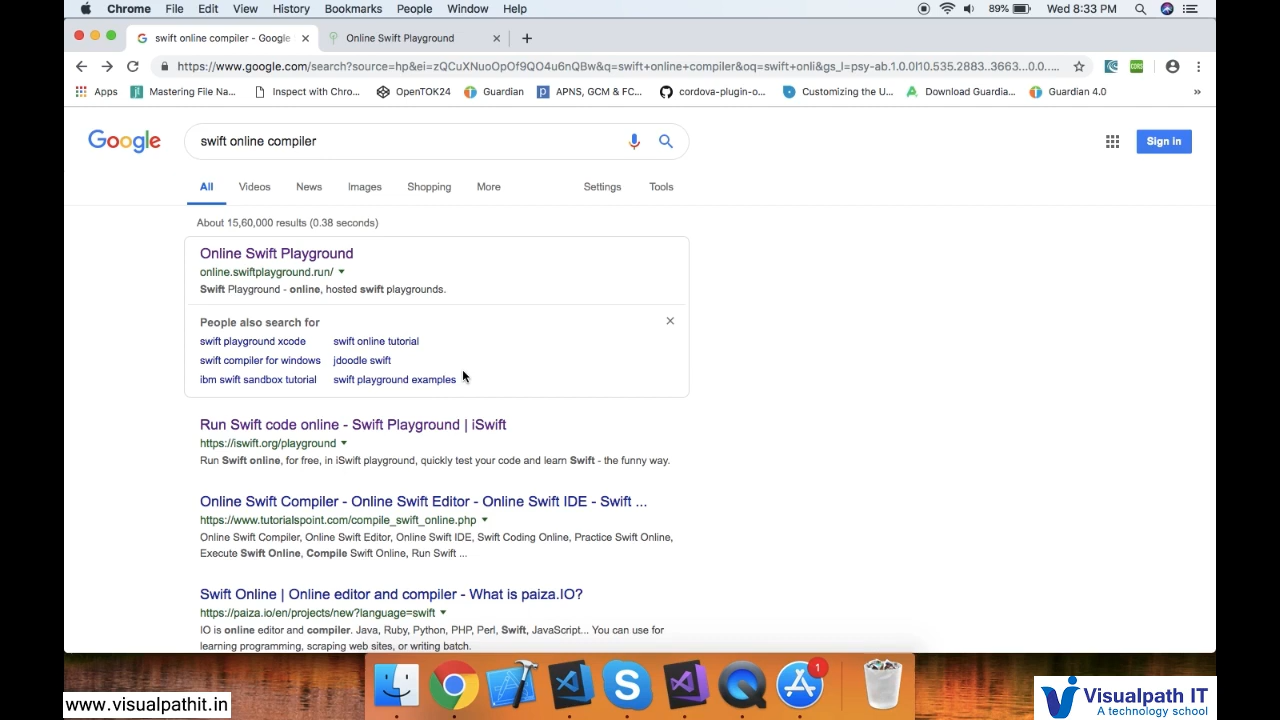 Chrome File Edit View History Bookmarks People Window Help 89% Wed 8:33 PM
swift online compiler - Google Online Swift Playground
https://www.google.com/search?source=hp&ei=zQCuXNuoOpOf9QO4u6nQBw&q=swift+online+compiler&oq=swift+onli&gs_l=psy-ab.1.0.0l10.535.2883..3663...0.0....
Apps Mastering File Na... Inspect with Chro... OpenTOK24 Guardian APNS, GCM & FC... cordova-plugin-o... Customizing the U... Download Guardia... Guardian 4.0 »
Google swift online compiler Sign in
All Videos News Images Shopping More Settings Tools
About 15,60,000 results (0.38 seconds)
Online Swift Playground
online.swiftplayground.run/
Swift Playground - online, hosted swift playgrounds.
People also search for
swift playground xcode swift online tutorial
swift compiler for windows jdoodle swift
ibm swift sandbox tutorial swift playground examples
Run Swift code online - Swift Playground | iSwift
https://iswift.org/playground
Run Swift online, for free, in iSwift playground, quickly test your code and learn Swift - the funny way.
Online Swift Compiler - Online Swift Editor - Online Swift IDE - Swift ...
https://www.tutorialspoint.com/compile_swift_online.php
Online Swift Compiler, Online Swift Editor, Online Swift IDE, Swift Coding Online, Practice Swift Online,
Execute Swift Online, Compile Swift Online, Run Swift ...
Swift Online | Online editor and compiler - What is paiza.IO?
https://paiza.io/en/projects/new?language=swift
IO is online editor and compiler. Java, Ruby, Python, PHP, Perl, Swift, JavaScript... You can use for
learning programming, scraping web sites, or writing batch.
1
S
www.visualpathit.in
Visualpath IT
A technology school